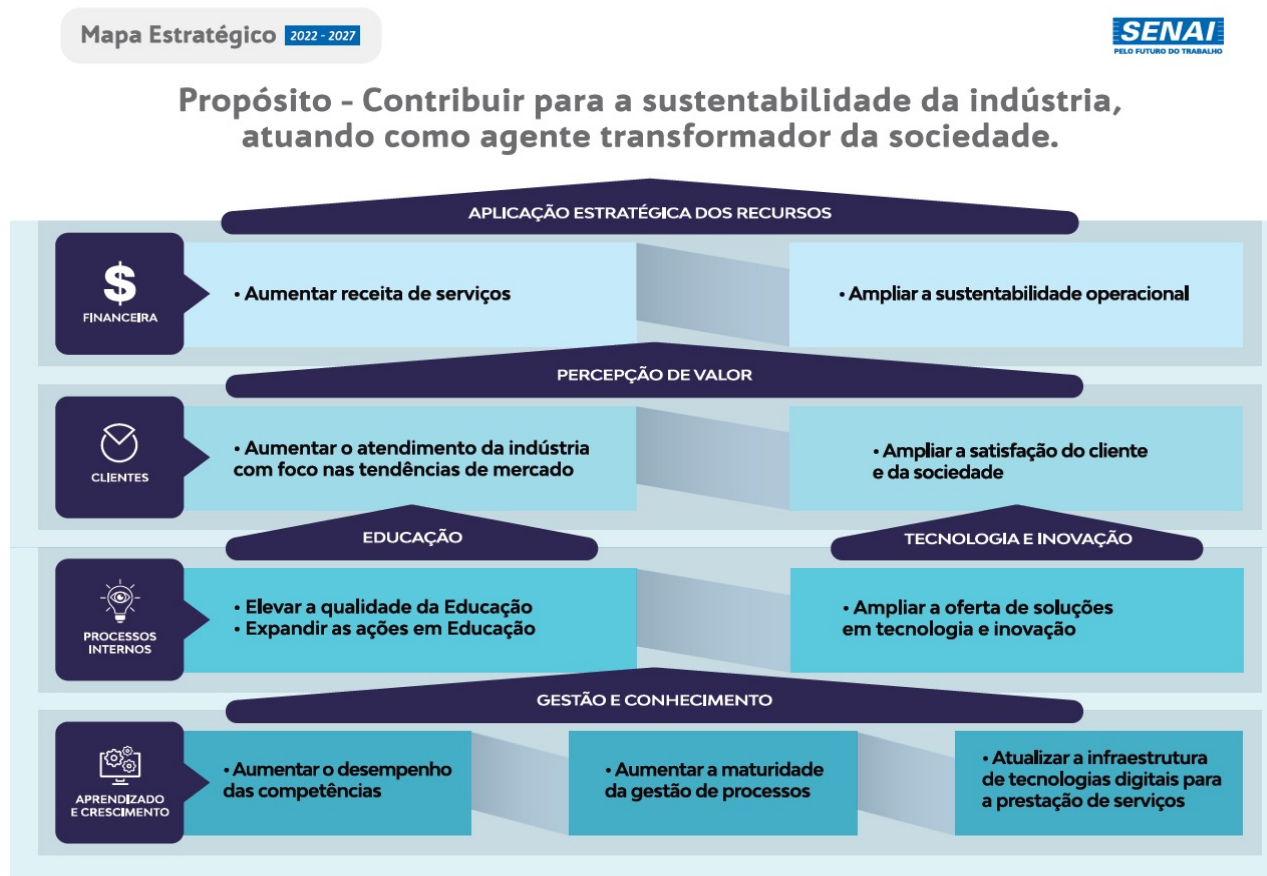 Mapa Estratégico 2022 - 2027
SENAI
PELO FUTURO DO TRABALHO
Propósito - Contribuir para a sustentabilidade da indústria,
atuando como agente transformador da sociedade.
APLICAÇÃO ESTRATÉGICA DOS RECURSOS
$
FINANCEIRA
• Aumentar receita de serviços
• Ampliar a sustentabilidade operacional
PERCEPÇÃO DE VALOR
CLIENTES
• Aumentar o atendimento da indústria
com foco nas tendências de mercado
• Ampliar a satisfação do cliente
e da sociedade
EDUCAÇÃO
TECNOLOGIA E INOVAÇÃO
PROCESSOS
INTERNOS
• Elevar a qualidade da Educação
• Expandir as ações em Educação
• Ampliar a oferta de soluções
em tecnologia e inovação
GESTÃO E CONHECIMENTO
APRENDIZADO
E CRESCIMENTO
• Aumentar o desempenho
das competências
• Aumentar a maturidade
da gestão de processos
• Atualizar a infraestrutura
de tecnologias digitais para
a prestação de serviços